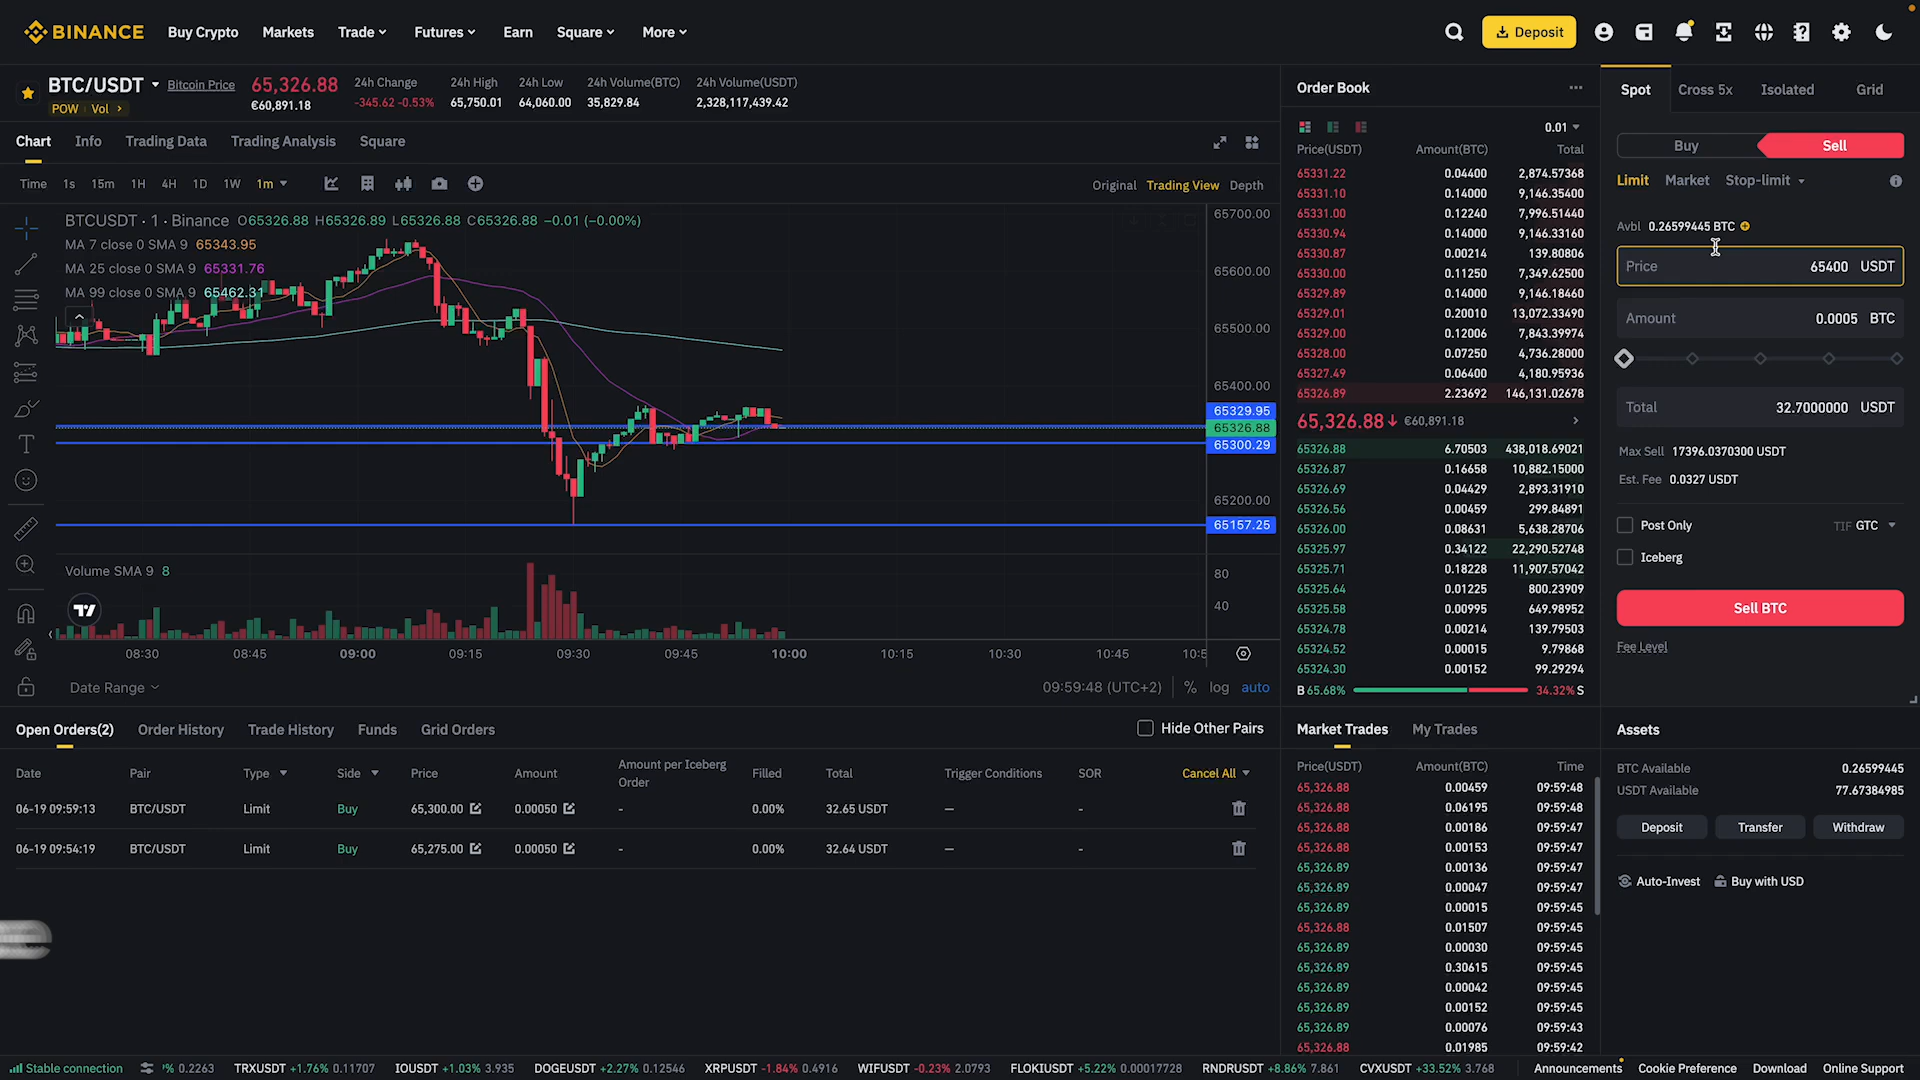 BINANCE Buy Crypto Markets Trade Futures Earn Square More Deposit
BTC/USDT Bitcoin Price 65,326.88 24h Change 24h High 24h Low 24h Volume(BTC) 24h Volume(USDT)
POW Vol > €60,891.18 -345.62 -0.53% 65,750.01 64,060.00 35,829.84 2,328,117,439.42
Chart Info Trading Data Trading Analysis Square
Time 1s 15m 1H 4H 1D 1W 1m Original Trading View Depth
BTCUSDT · 1 · Binance O65326.88 H65326.89 L65326.88 C65326.88 −0.01 (−0.00%)
MA 7 close 0 SMA 9 65343.95
MA 25 close 0 SMA 9 65331.76
MA 99 close 0 SMA 9 65462.31
65700.00
65600.00
65500.00
65400.00
65329.95
65326.88
65300.29
65200.00
65157.25
Volume SMA 9 8
80
40
08:30 08:45 09:00 09:15 09:30 09:45 10:00 10:15 10:30 10:45 10:5
Date Range 09:59:48 (UTC+2) % log auto
Order Book
0.01
Price(USDT) Amount(BTC) Total
65331.22 0.04400 2,874.57368
65331.10 0.14000 9,146.35400
65331.00 0.12240 7,996.51440
65330.94 0.14000 9,146.33160
65330.87 0.00214 139.80806
65330.00 0.11250 7,349.62500
65329.89 0.14000 9,146.18460
65329.01 0.20010 13,072.33490
65329.00 0.12006 7,843.39974
65328.00 0.07250 4,736.28000
65327.49 0.06400 4,180.95936
65326.89 2.23692 146,131.02678
65,326.88 €60,891.18
65326.88 6.70503 438,018.69021
65326.87 0.16658 10,882.15000
65326.69 0.04429 2,893.31910
65326.56 0.00459 299.84891
65326.00 0.08631 5,638.28706
65325.97 0.34122 22,290.52748
65325.71 0.18228 11,907.57042
65325.64 0.01225 800.23909
65325.58 0.00995 649.98952
65324.78 0.00214 139.79503
65324.52 0.00015 9.79868
65324.30 0.00152 99.29294
B 65.68% 34.32% S
Spot Cross 5x Isolated Grid
Buy Sell
Limit Market Stop-limit
Avbl 0.26599445 BTC
Price 65400 USDT
Amount 0.0005 BTC
Total 32.7000000 USDT
Max Sell 17396.0370300 USDT
Est. Fee 0.0327 USDT
Post Only TIF GTC
Iceberg
Sell BTC
Fee Level
Open Orders(2) Order History Trade History Funds Grid Orders Hide Other Pairs
Date Pair Type Side Price Amount Amount per Iceberg Order Filled Total Trigger Conditions SOR Cancel All
06-19 09:59:13 BTC/USDT Limit Buy 65,300.00 0.00050 - 0.00% 32.65 USDT — -
06-19 09:54:19 BTC/USDT Limit Buy 65,275.00 0.00050 - 0.00% 32.64 USDT — -
Market Trades My Trades
Price(USDT) Amount(BTC) Time
65,326.88 0.00459 09:59:48
65,326.88 0.06195 09:59:48
65,326.88 0.00186 09:59:47
65,326.88 0.00153 09:59:47
65,326.89 0.00136 09:59:47
65,326.89 0.00047 09:59:47
65,326.89 0.00015 09:59:45
65,326.88 0.01507 09:59:45
65,326.89 0.00030 09:59:45
65,326.89 0.30615 09:59:45
65,326.89 0.00042 09:59:45
65,326.89 0.00152 09:59:45
65,326.89 0.00076 09:59:43
65,326.88 0.01985 09:59:42
Assets
BTC Available 0.26599445
USDT Available 77.67384985
Deposit Transfer Withdraw
Auto-Invest Buy with USD
Stable connection % 0.2263 TRXUSDT +1.76% 0.11707 IOUSDT +1.03% 3.935 DOGEUSDT +2.27% 0.12546 XRPUSDT -1.84% 0.4916 WIFUSDT -0.23% 2.0793 FLOKIUSDT +5.22% 0.00017728 RNDRUSDT +8.86% 7.861 CVXUSDT +33.52% 3.768 Announcements Cookie Preference Download Online Support